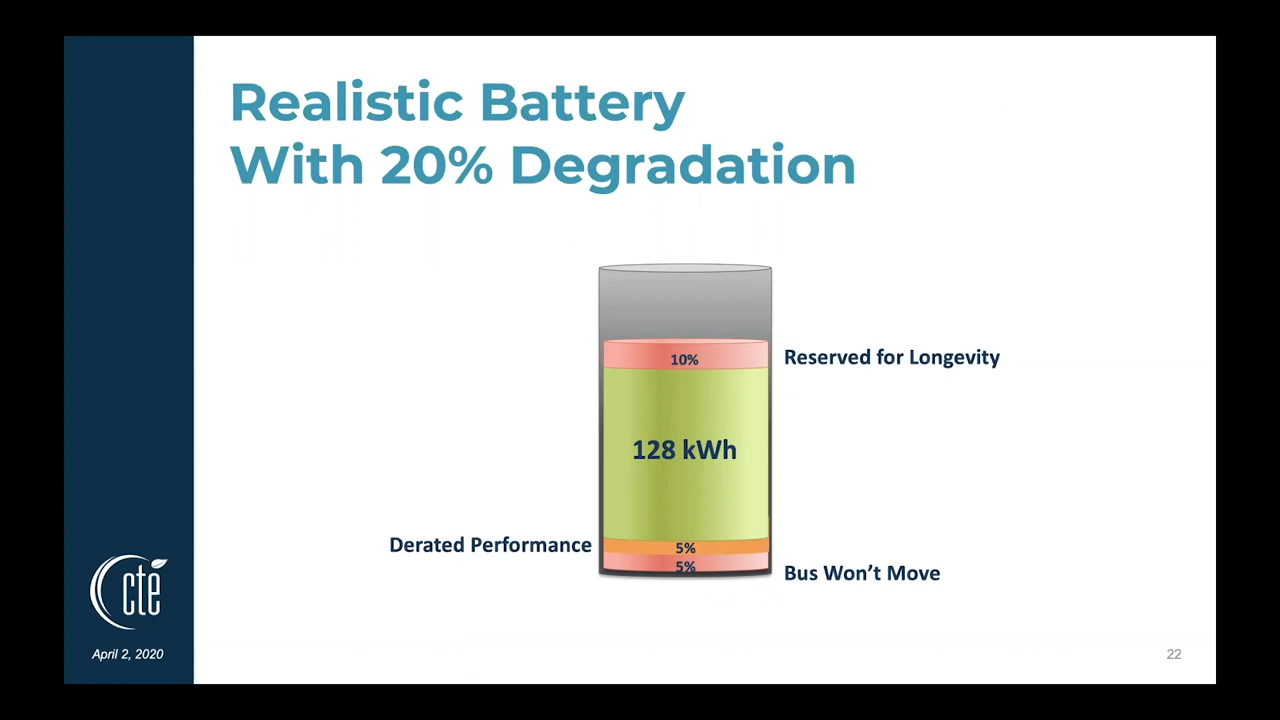 Realistic Battery
With 20% Degradation
10%
Reserved for Longevity
128 kWh
Derated Performance
5%
5%
Bus Won't Move
cte
April 2, 2020
22